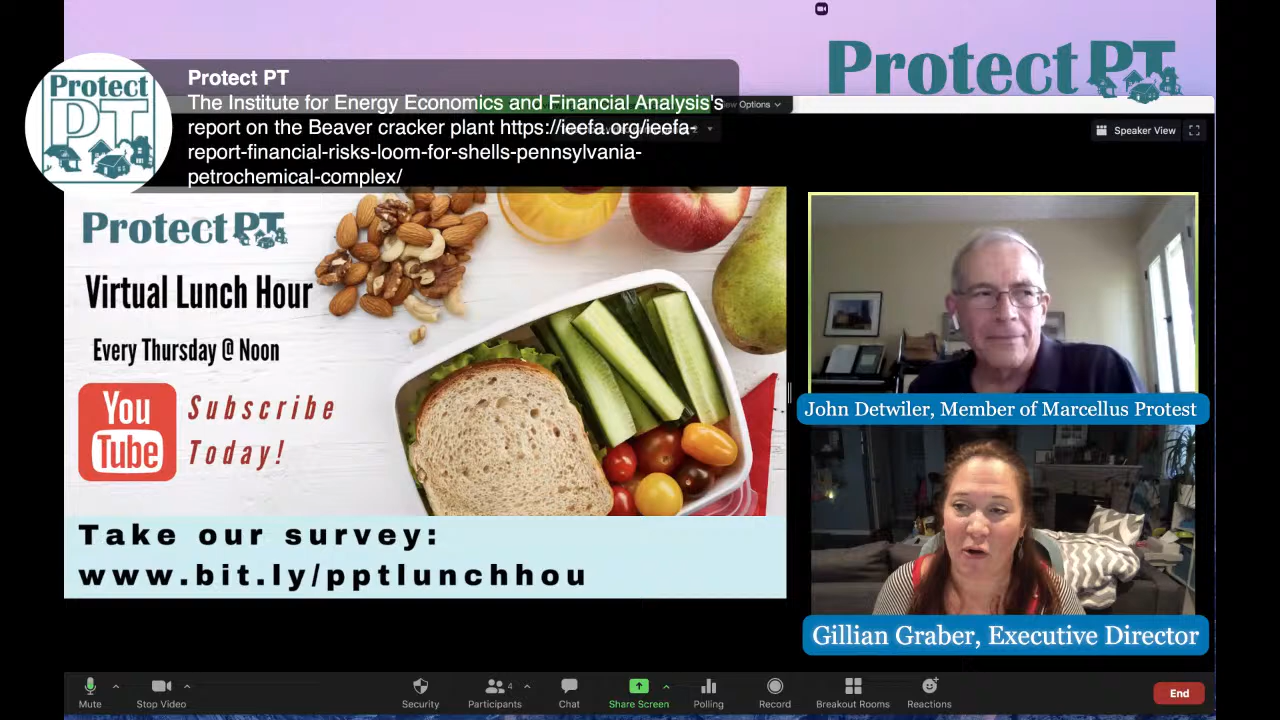 Protect PT
Protect PT
Protect PT
The Institute for Energy Economics and Financial Analysis's
report on the Beaver cracker plant https://ieefa.org/ieefa-
report-financial-risks-loom-for-shells-pennsylvania-
petrochemical-complex/
Options
Speaker View
Protect PT
Virtual Lunch Hour
Every Thursday @ Noon
You
Tube
Subscribe
Today!
Take our survey:
www.bit.ly/pptlunchhou
John Detwiler, Member of Marcellus Protest
Gillian Graber, Executive Director
Mute
Stop Video
Security
Participants
4
Chat
Share Screen
Polling
Record
Breakout Rooms
Reactions
End